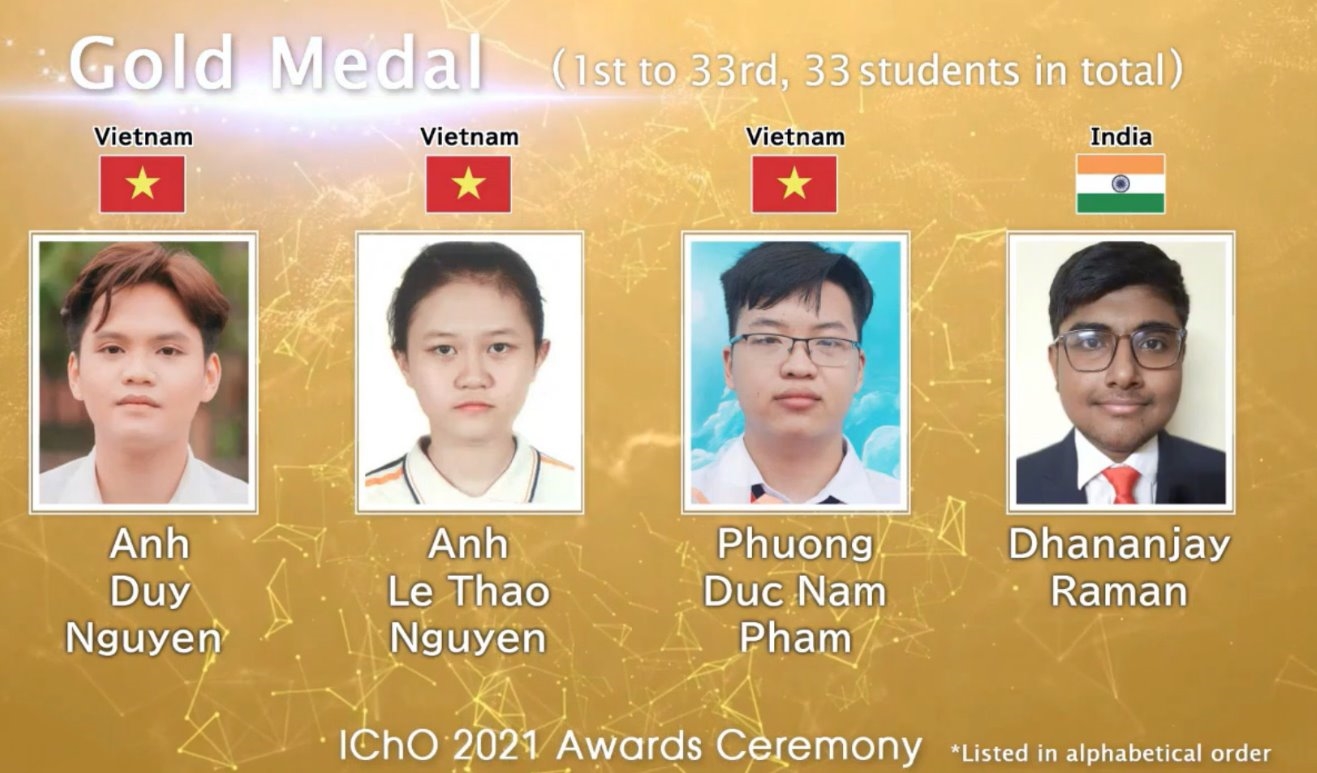 Gold Medal (1st to 33rd, 33 students in total)
Vietnam
Vietnam
Vietnam
India
Anh
Duy
Nguyen
Anh
Le Thao
Nguyen
Phuong
Duc Nam
Pham
Dhananjay
Raman
IChO 2021 Awards Ceremony *Listed in alphabetical order